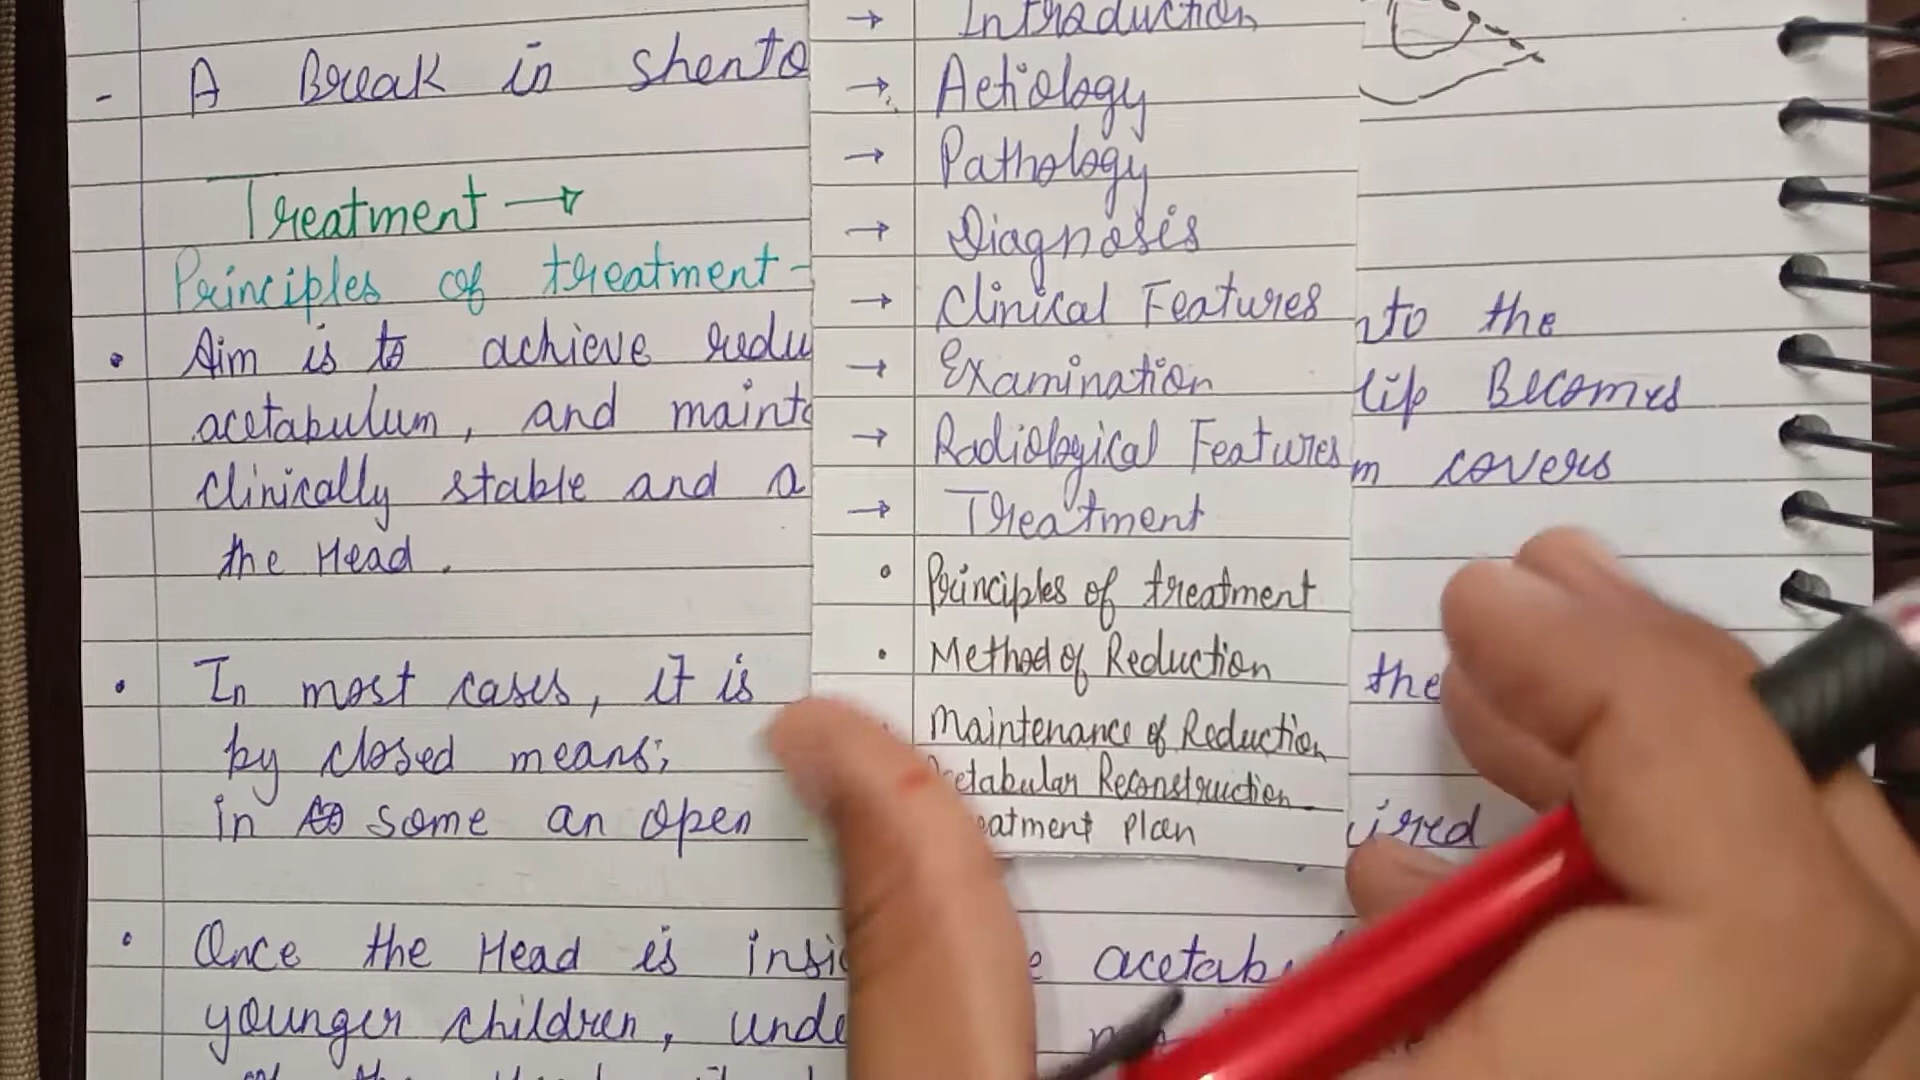 - A Break in Shento
Treatment →
Principles of treatment -
• Aim is to achieve redu
acetabulum, and mainta
clinically stable and a
the Head.
• In most cases, it is
by closed means;
in some an open
• Once the Head is insi
younger children, unde
→ Introduction
→ Aetiology
→ Pathology
→ Diagnosis
→ Clinical Features
→ Examination
→ Radiological Features
→ Treatment
• Principles of treatment
• Method of Reduction
Maintenance of Reduction
cetabular Reconstruction
eatment plan
nto the
lip Becomes
m covers
the
ired
e acetab